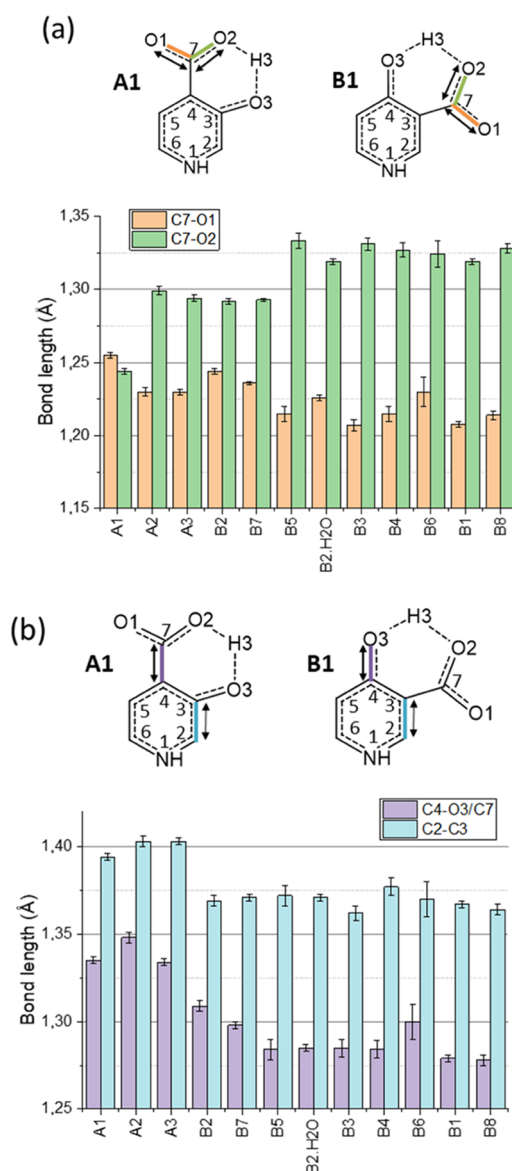 (a)
O1 7 O2 H3
A1 O3
5 4 3
6 1 2
NH
H3
O3 O2
B1 7
4 O1
5 3
6 1 2
NH
C7-O1
C7-O2
1,35
1,30
1,25
1,20
1,15
Bond length (Å)
A1 A2 A3 B2 B7 B5 B2.H2O B3 B4 B6 B1 B8
(b)
O1 7 O2 H3
A1 O3
5 4 3
6 1 2
NH
H3
O3 O2
B1 7
4 O1
5 3
6 1 2
NH
C4-O3/C7
C2-C3
1,40
1,35
1,30
1,25
Bond length (Å)
A1 A2 A3 B2 B7 B5 B2.H2O B3 B4 B6 B1 B8